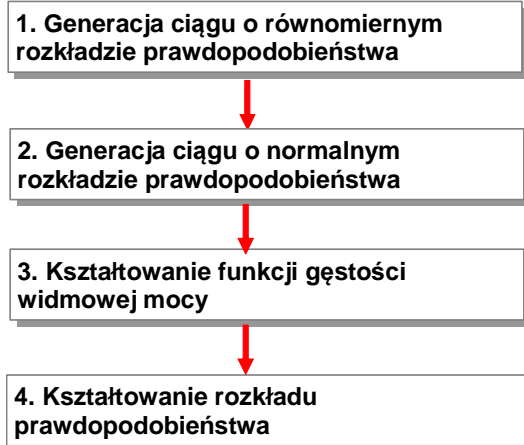 1. Generacja ciągu o równomiernym
rozkładzie prawdopodobieństwa
2. Generacja ciągu o normalnym
rozkładzie prawdopodobieństwa
3. Kształtowanie funkcji gęstości
widmowej mocy
4. Kształtowanie rozkładu
prawdopodobieństwa